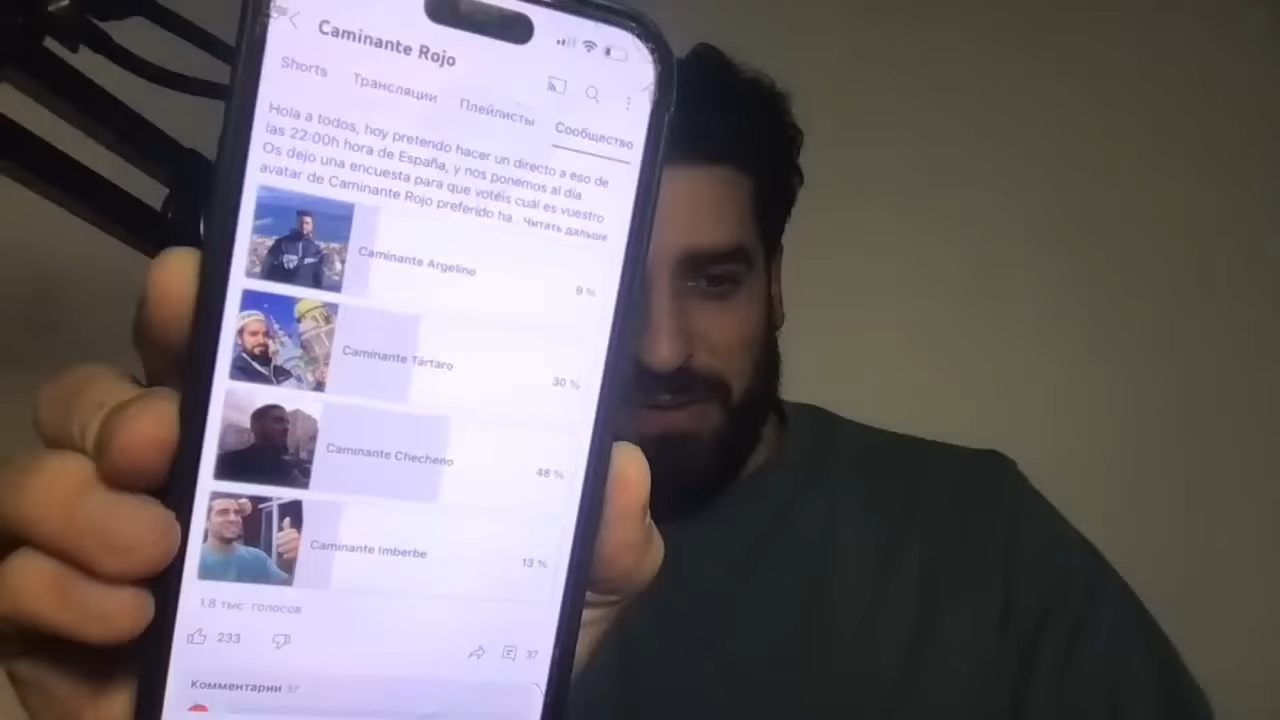 Caminante Rojo
Shorts Трансляции Плейлисты Сообщество
Hola a todos, hoy pretendo hacer un directo a eso de
las 22:00h hora de España, y nos ponemos al día.
Os dejo una encuesta para que votéis cuál es vuestro
avatar de Caminante Rojo preferido ha... Читать дальше
Caminante Argelino
9 %
Caminante Tártaro
30 %
Caminante Checheno
48 %
Caminante Imberbe
13 %
1,8 тыс. голосов
233
37
Комментарии 37